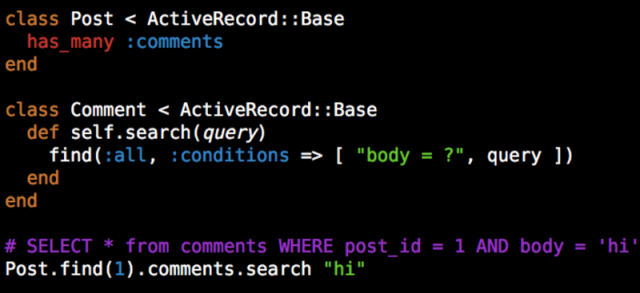 class Post < ActiveRecord::Base
  has_many :comments
end
class Comment < ActiveRecord::Base
  def self.search(query)
    find(:all, :conditions => [ "body = ?", query ])
  end
end
# SELECT * from comments WHERE post_id = 1 AND body = 'hi'
Post.find(1).comments.search "hi"